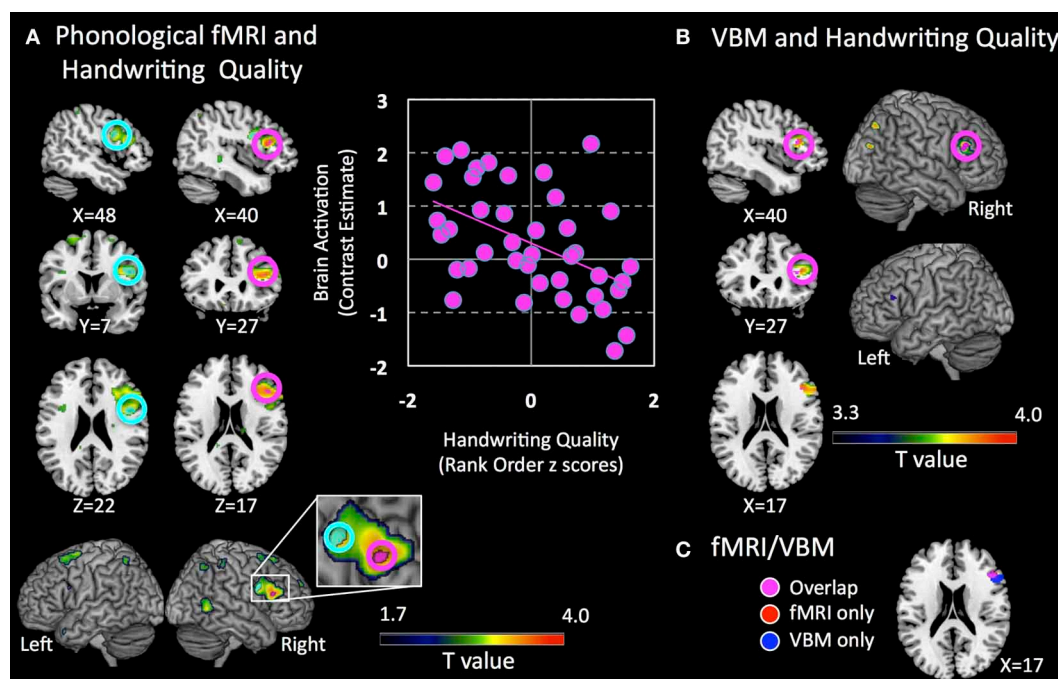 A Phonological fMRI and
Handwriting Quality
X=48
X=40
Y=7
Y=27
Z=22
Z=17
Left
Right
1.7
4.0
T value
Brain Activation
(Contrast Estimate)
3
2
1
0
-1
-2
-2
0
2
Handwriting Quality
(Rank Order z scores)
B VBM and Handwriting Quality
X=40
Right
Y=27
Left
3.3
4.0
T value
X=17
C fMRI/VBM
Overlap
fMRI only
VBM only
X=17